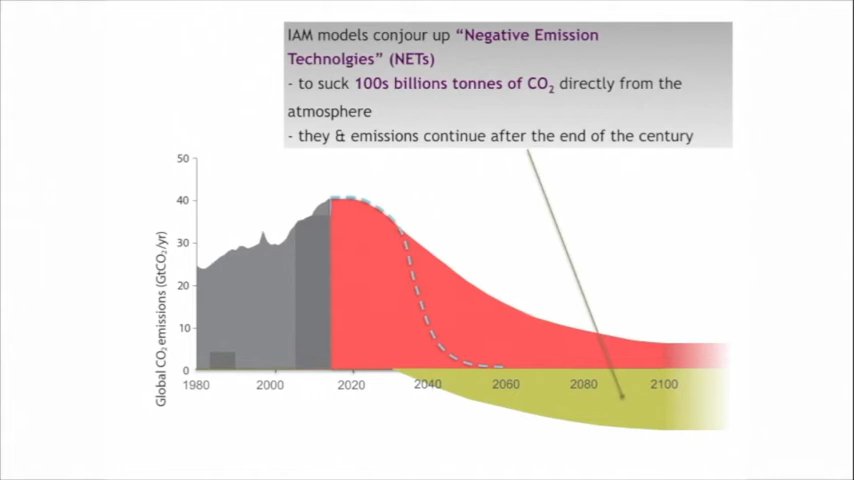 IAM models conjour up “Negative Emission
Technolgies” (NETs)
- to suck 100s billions tonnes of CO₂ directly from the
atmosphere
- they & emissions continue after the end of the century
50
40
30
20
10
0
Global CO₂ emissions (GtCO₂/yr)
1980 2000 2020 2040 2060 2080 2100